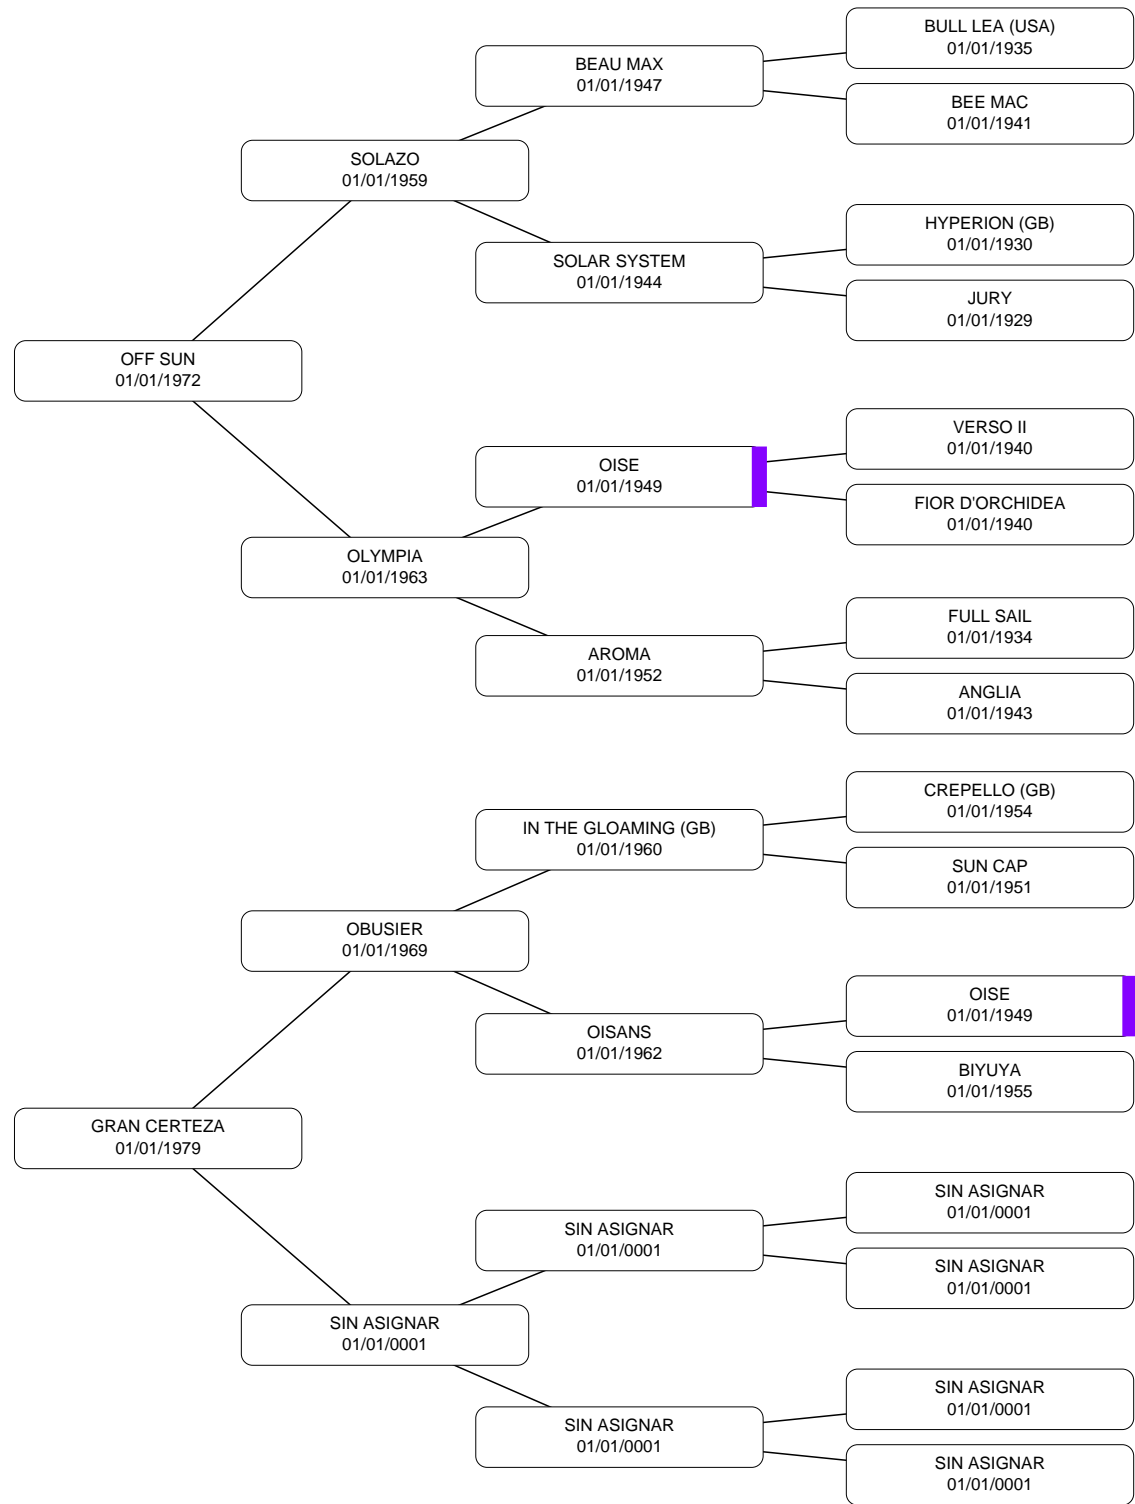 BULL LEA (USA)
01/01/1935
BEAU MAX
01/01/1947
BEE MAC
01/01/1941
SOLAZO
01/01/1959
HYPERION (GB)
01/01/1930
SOLAR SYSTEM
01/01/1944
JURY
01/01/1929
OFF SUN
01/01/1972
VERSO II
01/01/1940
OISE
01/01/1949
FIOR D'ORCHIDEA
01/01/1940
OLYMPIA
01/01/1963
FULL SAIL
01/01/1934
AROMA
01/01/1952
ANGLIA
01/01/1943
CREPELLO (GB)
01/01/1954
IN THE GLOAMING (GB)
01/01/1960
SUN CAP
01/01/1951
OBUSIER
01/01/1969
OISE
01/01/1949
OISANS
01/01/1962
BIYUYA
01/01/1955
GRAN CERTEZA
01/01/1979
SIN ASIGNAR
01/01/0001
SIN ASIGNAR
01/01/0001
SIN ASIGNAR
01/01/0001
SIN ASIGNAR
01/01/0001
SIN ASIGNAR
01/01/0001
SIN ASIGNAR
01/01/0001
SIN ASIGNAR
01/01/0001